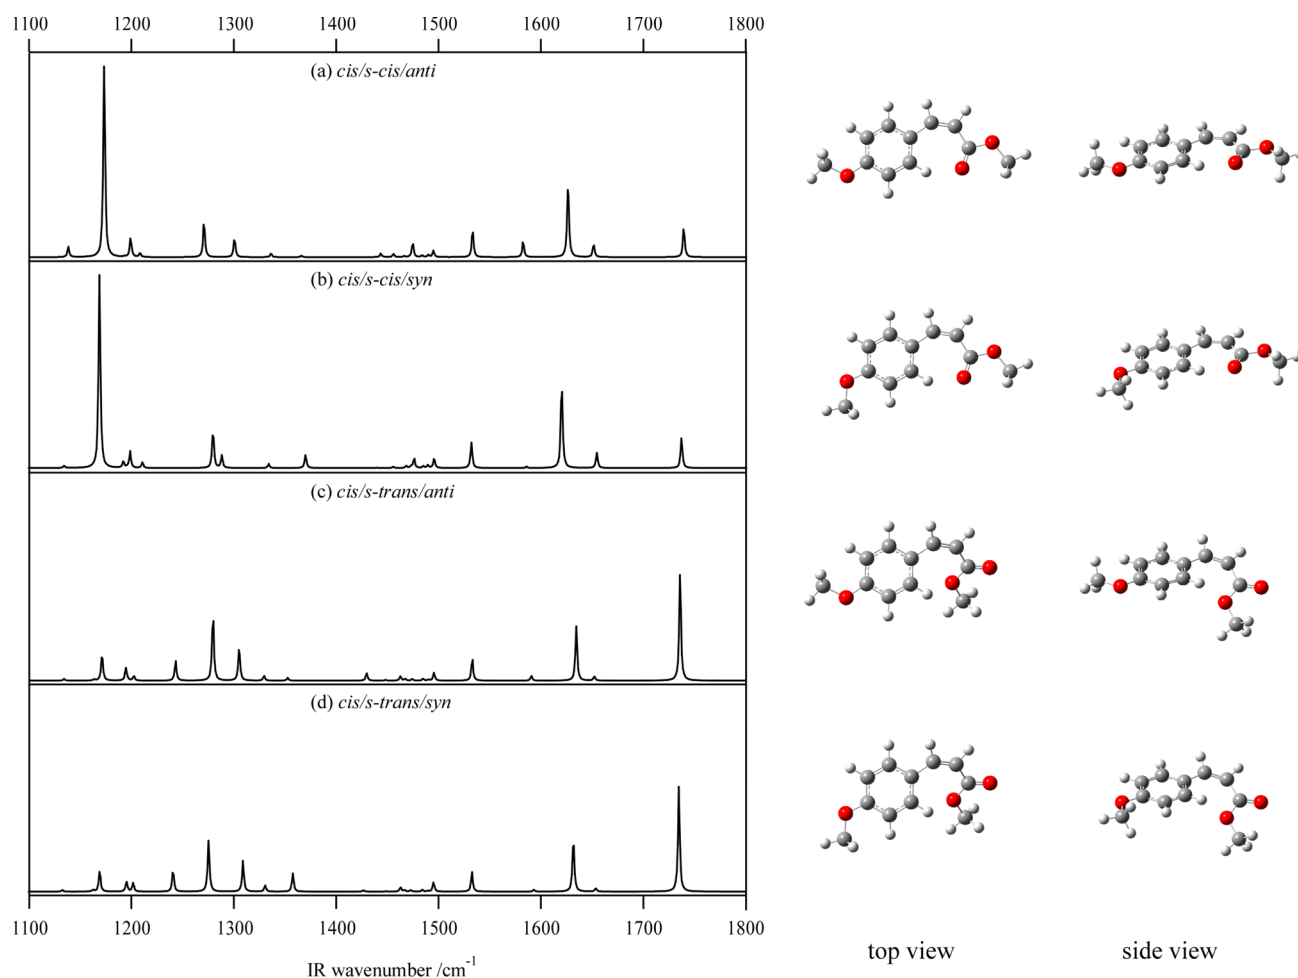 1100 1200 1300 1400 1500 1600 1700 1800
(a) cis/s-cis/anti
(b) cis/s-cis/syn
(c) cis/s-trans/anti
(d) cis/s-trans/syn
1100 1200 1300 1400 1500 1600 1700 1800
IR wavenumber /cm⁻¹
top view
side view